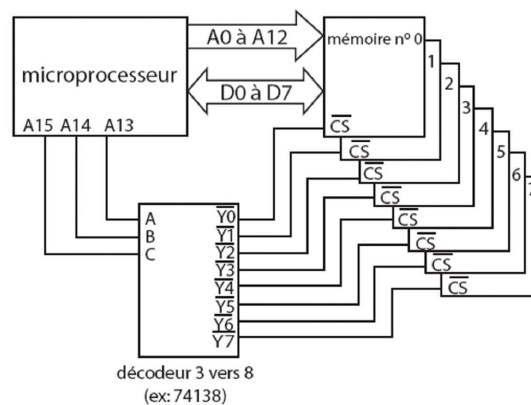 A0 à A12
mémoire nº 0
microprocesseur
D0 à D7
1
2
3
4
5
6
7
A15 A14 A13
CS
CS
CS
CS
CS
CS
CS
CS
A
B
C
Y0
Y1
Y2
Y3
Y4
Y5
Y6
Y7
décodeur 3 vers 8
(ex: 74138)